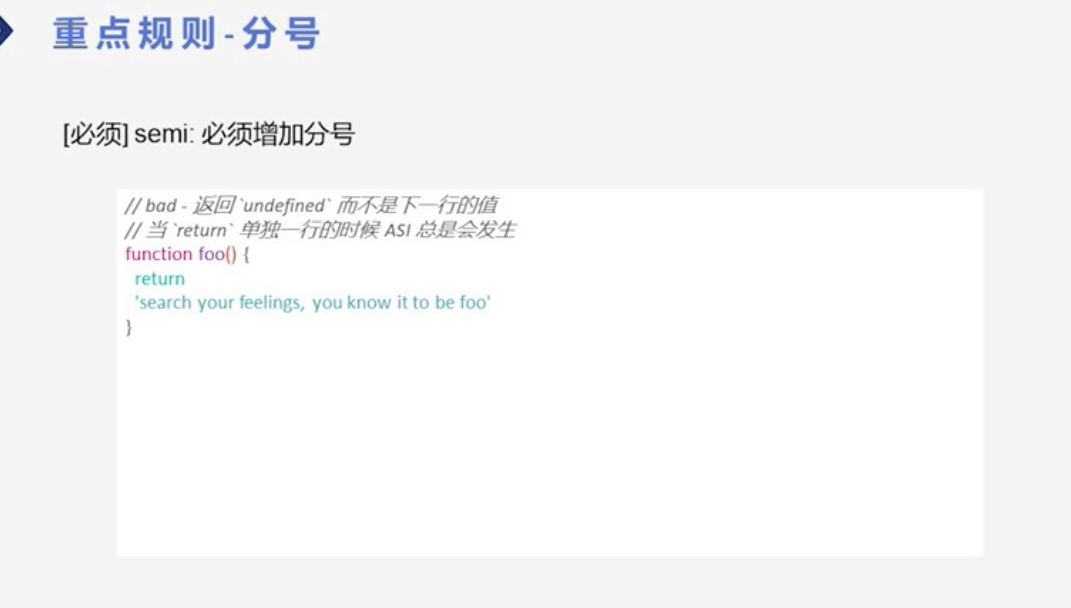 重点规则-分号
[必须] semi: 必须增加分号
// bad - 返回 `undefined` 而不是下一行的值
// 当 `return` 单独一行的时候 ASI 总是会发生
function foo() {
  return
  'search your feelings, you know it to be foo'
}